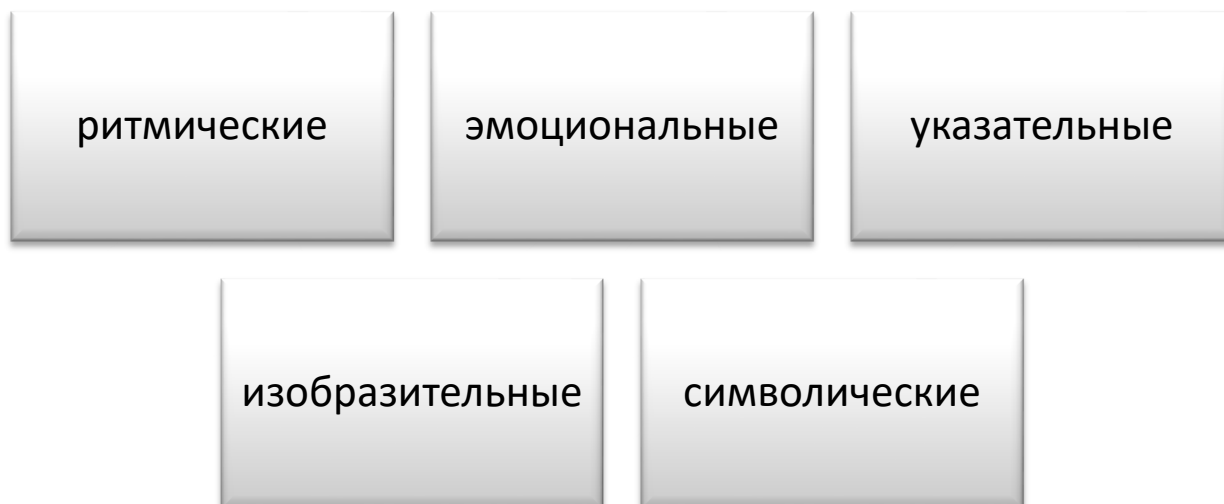 ритмические
эмоциональные
указательные
изобразительные
символические